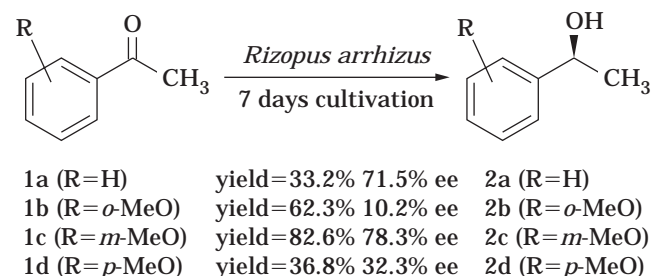 R O R OH
CH₃ Rizopus arrhizus CH₃
7 days cultivation
1a (R=H) yield=33.2% 71.5% ee 2a (R=H)
1b (R=o-MeO) yield=62.3% 10.2% ee 2b (R=o-MeO)
1c (R=m-MeO) yield=82.6% 78.3% ee 2c (R=m-MeO)
1d (R=p-MeO) yield=36.8% 32.3% ee 2d (R=p-MeO)